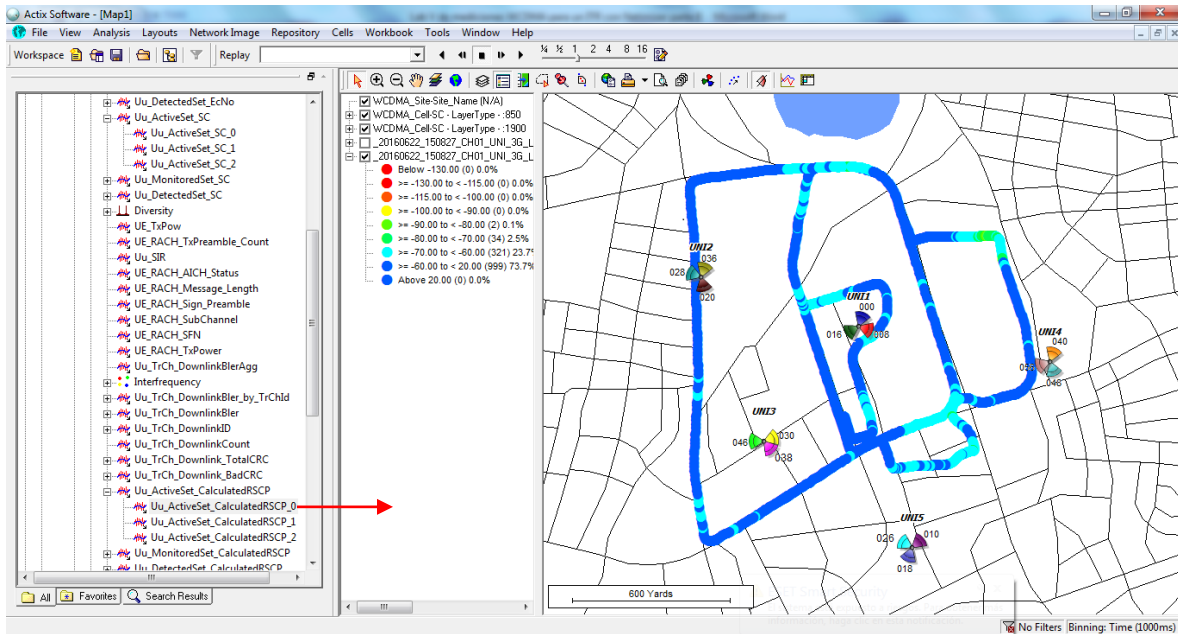 Actix Software - [Map1]
File View Analysis Layouts Network Image Repository Cells Workbook Tools Window Help
Workspace Replay ¼ ½ 1 2 4 8 16
Uu_DetectedSet_EcNo
Uu_ActiveSet_SC
Uu_ActiveSet_SC_0
Uu_ActiveSet_SC_1
Uu_ActiveSet_SC_2
Uu_MonitoredSet_SC
Uu_DetectedSet_SC
Diversity
UE_TxPow
UE_RACH_TxPreamble_Count
Uu_SIR
UE_RACH_AICH_Status
UE_RACH_Message_Length
UE_RACH_Sign_Preamble
UE_RACH_SubChannel
UE_RACH_SFN
UE_RACH_TxPower
Uu_TrCh_DownlinkBlerAgg
Interfrequency
Uu_TrCh_DownlinkBler_by_TrChId
Uu_TrCh_DownlinkBler
Uu_TrCh_DownlinkID
Uu_TrCh_DownlinkCount
Uu_TrCh_Downlink_TotalCRC
Uu_TrCh_Downlink_BadCRC
Uu_ActiveSet_CalculatedRSCP
Uu_ActiveSet_CalculatedRSCP_0
Uu_ActiveSet_CalculatedRSCP_1
Uu_ActiveSet_CalculatedRSCP_2
Uu_MonitoredSet_CalculatedRSCP
Uu_DetectedSet_CalculatedRSCP
All Favorites Search Results
WCDMA_Site-Site_Name (N/A)
WCDMA_Cell-SC - LayerType - :850
WCDMA_Cell-SC - LayerType - :1900
_20160622_150827_CH01_UNI_3G_L
_20160622_150827_CH01_UNI_3G_L
Below -130.00 (0) 0.0%
>= -130.00 to < -115.00 (0) 0.0%
>= -115.00 to < -100.00 (0) 0.0%
>= -100.00 to < -90.00 (0) 0.0%
>= -90.00 to < -80.00 (2) 0.1%
>= -80.00 to < -70.00 (34) 2.5%
>= -70.00 to < -60.00 (321) 23.7%
>= -60.00 to < 20.00 (999) 73.7%
Above 20.00 (0) 0.0%
UNI2
036
028
020
UNI1
000
016
008
UNI4
040
048
UNI3
046
030
038
UNI5
026
010
018
600 Yards
No Filters Binning: Time (1000ms)